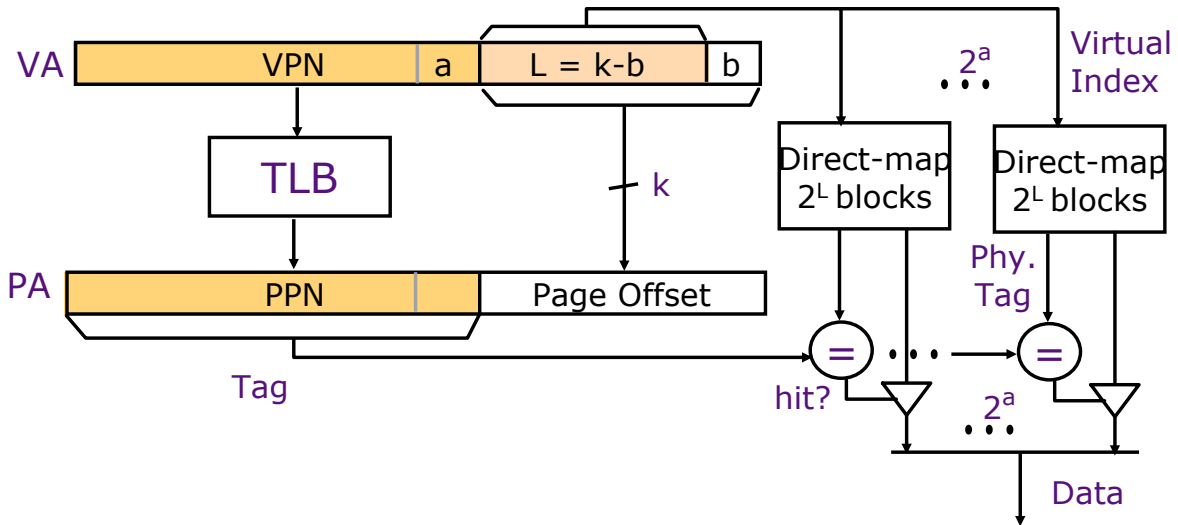 VA
VPN
a
L = k-b
b
2ᵃ
Virtual
Index
TLB
k
Direct-map
2ᴸ blocks
Direct-map
2ᴸ blocks
PA
PPN
Page Offset
Phy.
Tag
Tag
=
=
hit?
2ᵃ
Data